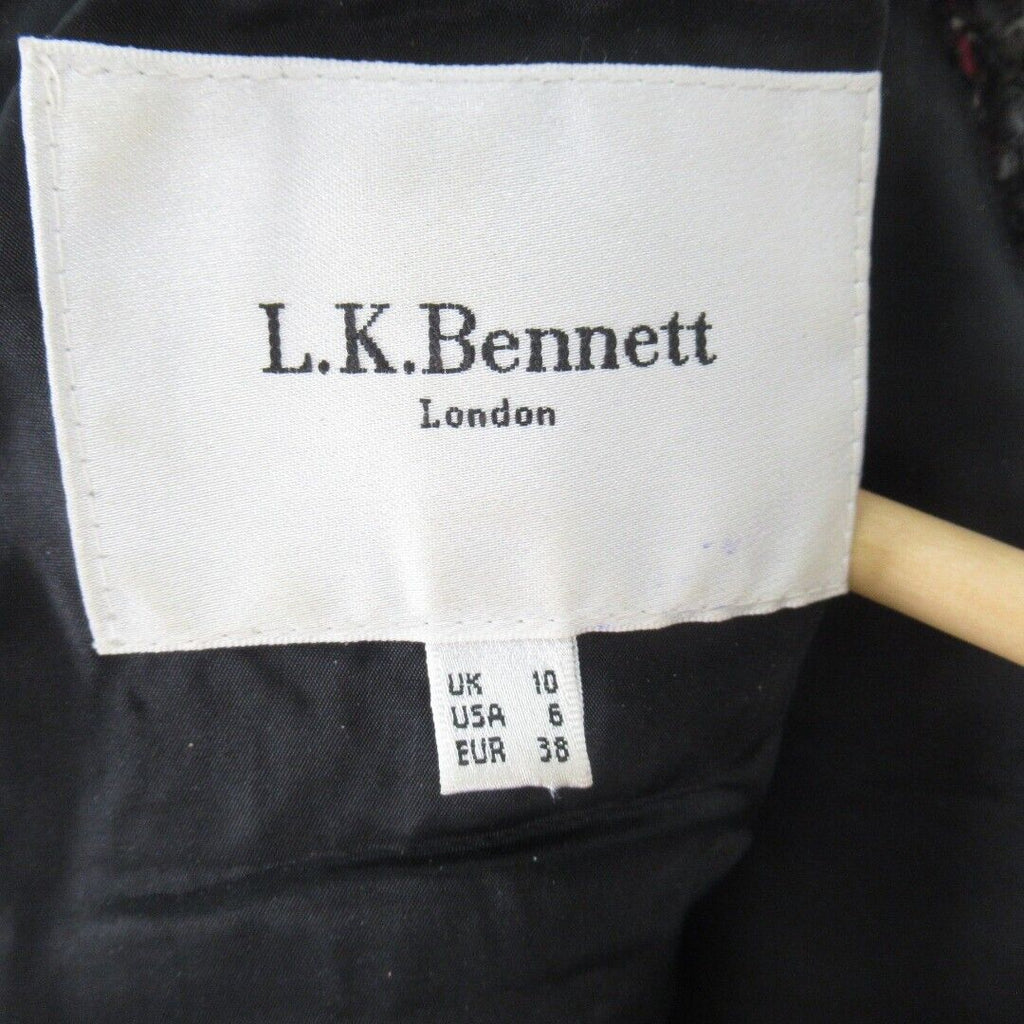 L.K.Bennett
London
UK 10
USA 6
EUR 38